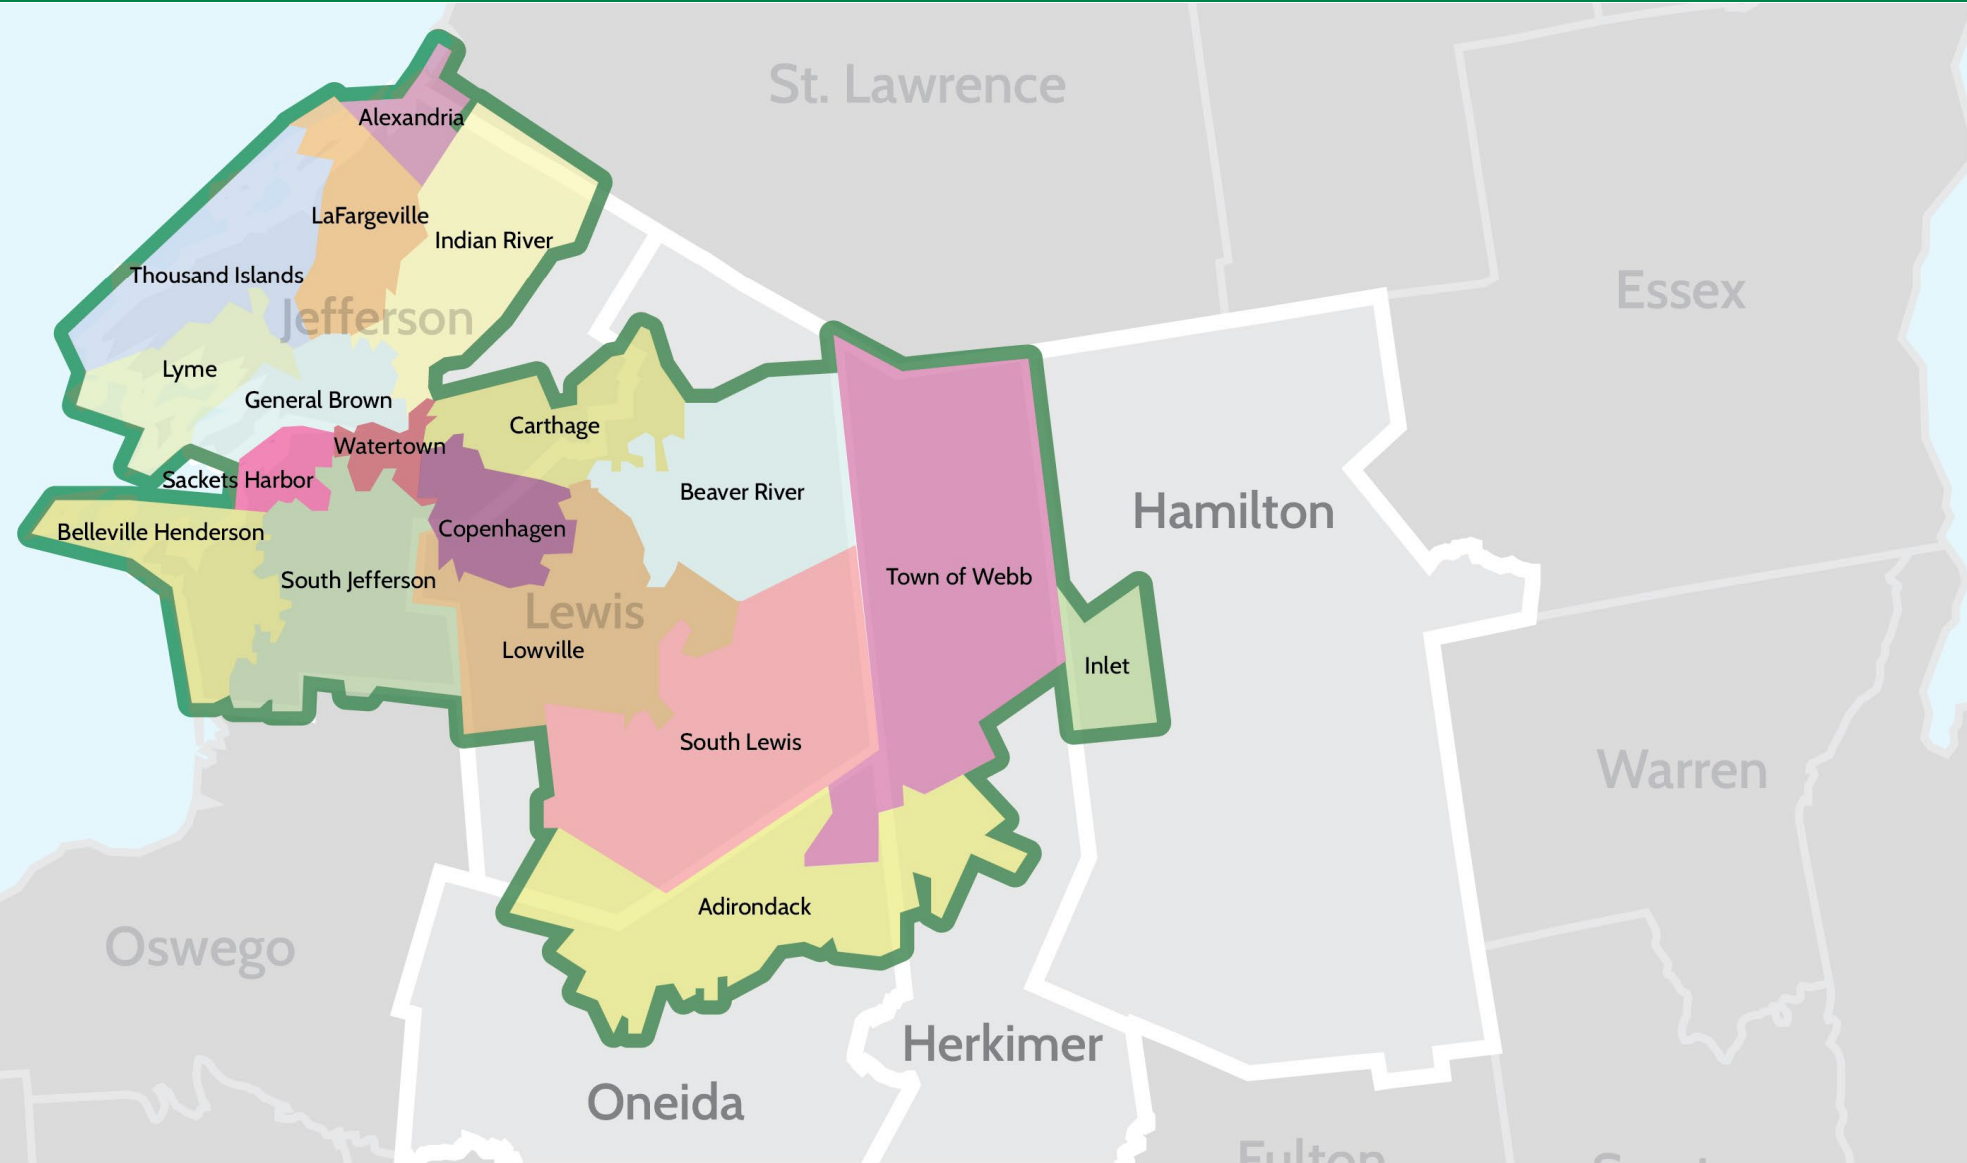 St. Lawrence
Alexandria
LaFargeville
Indian River
Thousand Islands
Jefferson
Essex
Lyme
General Brown
Carthage
Watertown
Sackets Harbor
Beaver River
Hamilton
Belleville Henderson
Copenhagen
South Jefferson
Town of Webb
Lewis
Lowville
Inlet
South Lewis
Warren
Adirondack
Oswego
Herkimer
Oneida
Fulton